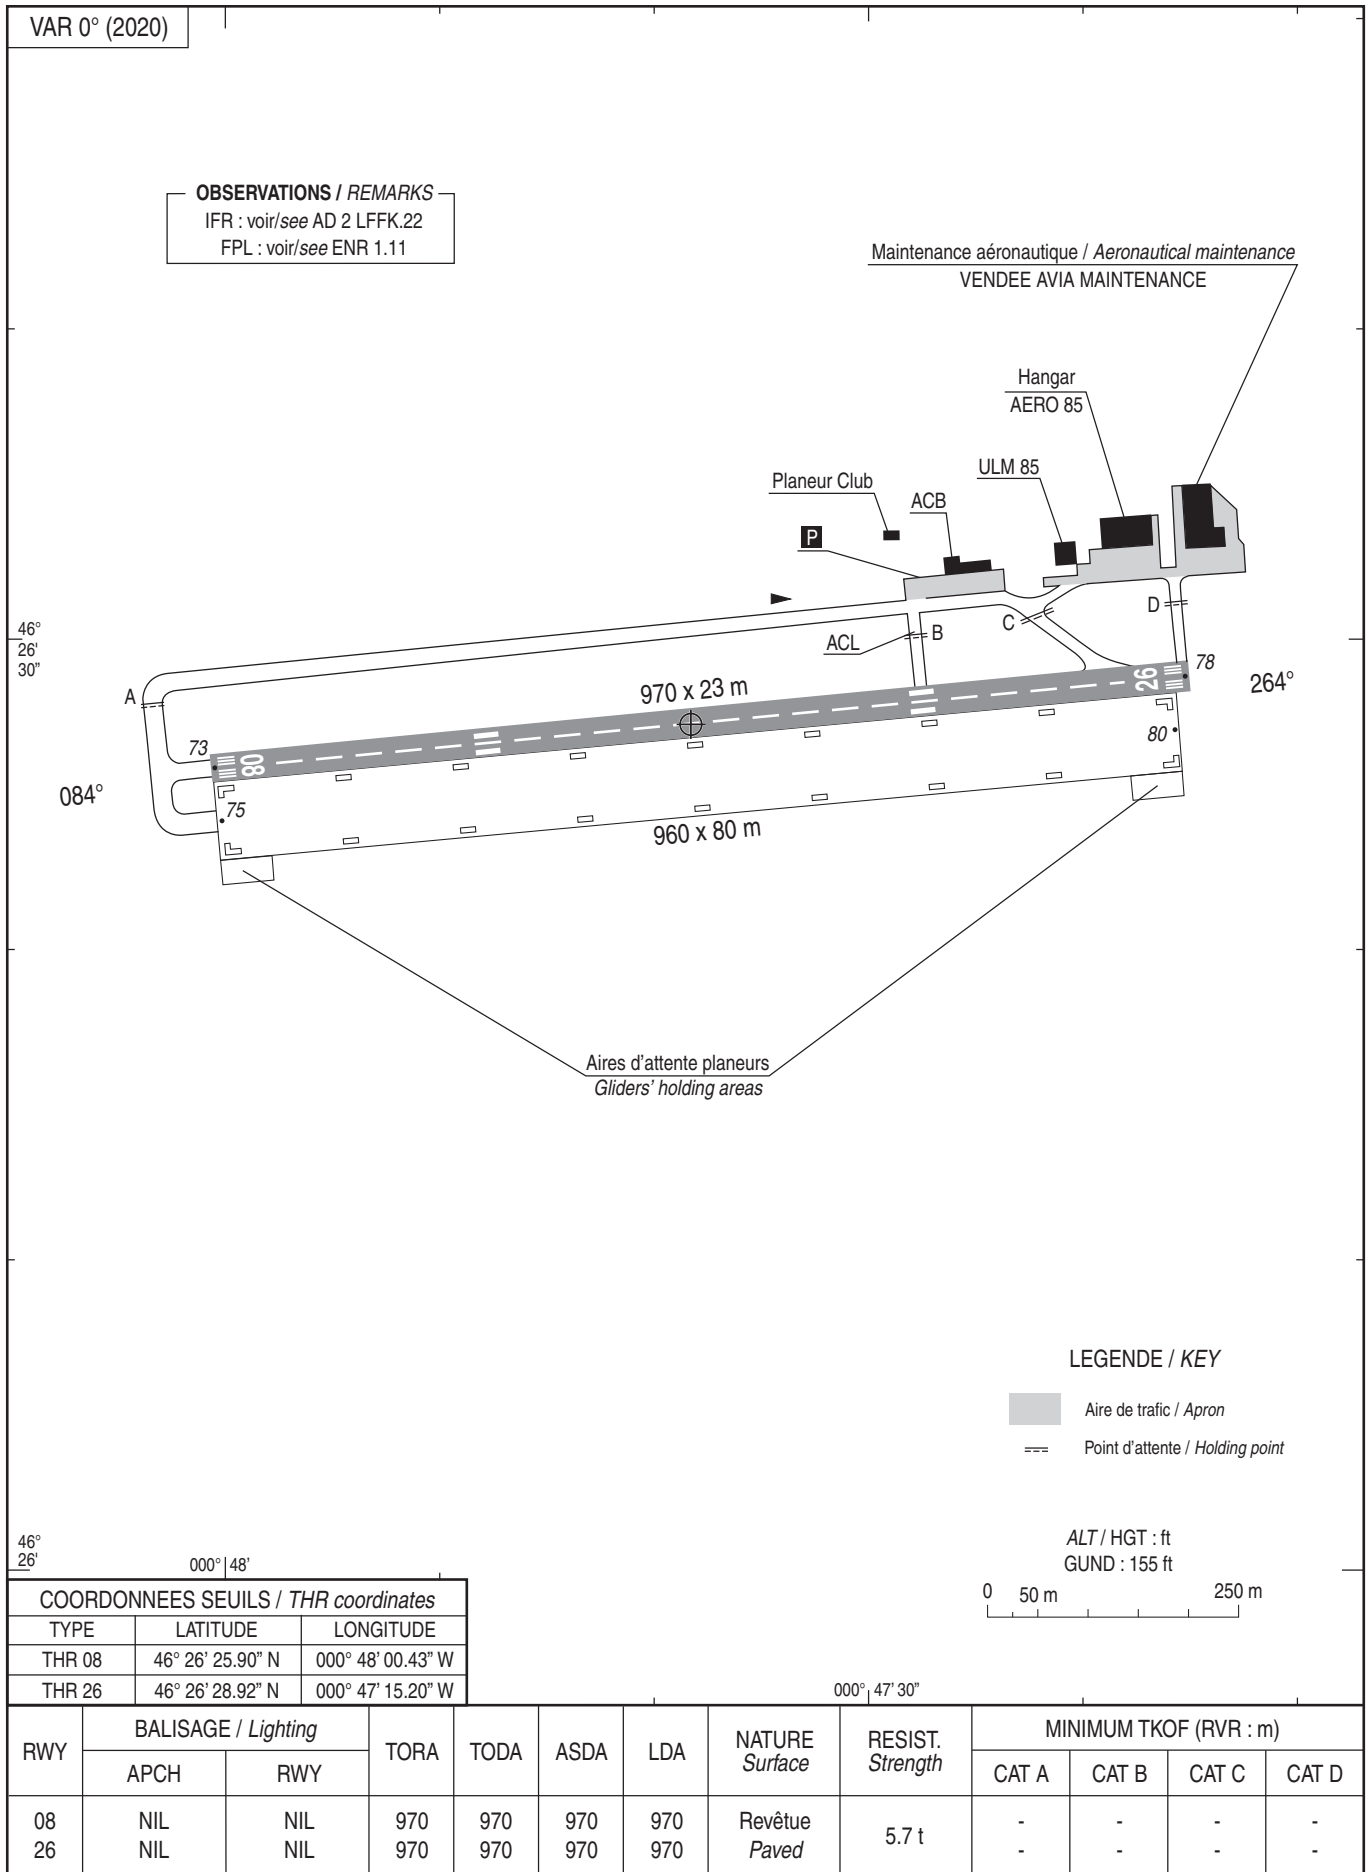 VAR 0° (2020)
OBSERVATIONS / REMARKS
IFR : voir/see AD 2 LFFK.22
FPL : voir/see ENR 1.11
Maintenance aéronautique / Aeronautical maintenance
VENDEE AVIA MAINTENANCE
Hangar
AERO 85
ULM 85
Planeur Club
ACB
P
46°
26'
30"
ACL
B
C
D
A
970 x 23 m
26
78
264°
73
08
084°
75
80
960 x 80 m
Aires d'attente planeurs
Gliders' holding areas
LEGENDE / KEY
Aire de trafic / Apron
Point d'attente / Holding point
46°
26'
000° 48'
ALT / HGT : ft
GUND : 155 ft
0 50 m 250 m
COORDONNEES SEUILS / THR coordinates
TYPE LATITUDE LONGITUDE
THR 08 46° 26' 25.90" N 000° 48' 00.43" W
THR 26 46° 26' 28.92" N 000° 47' 15.20" W
000° 47' 30"
RWY BALISAGE / Lighting TORA TODA ASDA LDA NATURE Surface RESIST. Strength MINIMUM TKOF (RVR : m)
APCH RWY CAT A CAT B CAT C CAT D
08 NIL NIL 970 970 970 970 Revêtue 5.7 t - - - -
26 NIL NIL 970 970 970 970 Paved - - - -